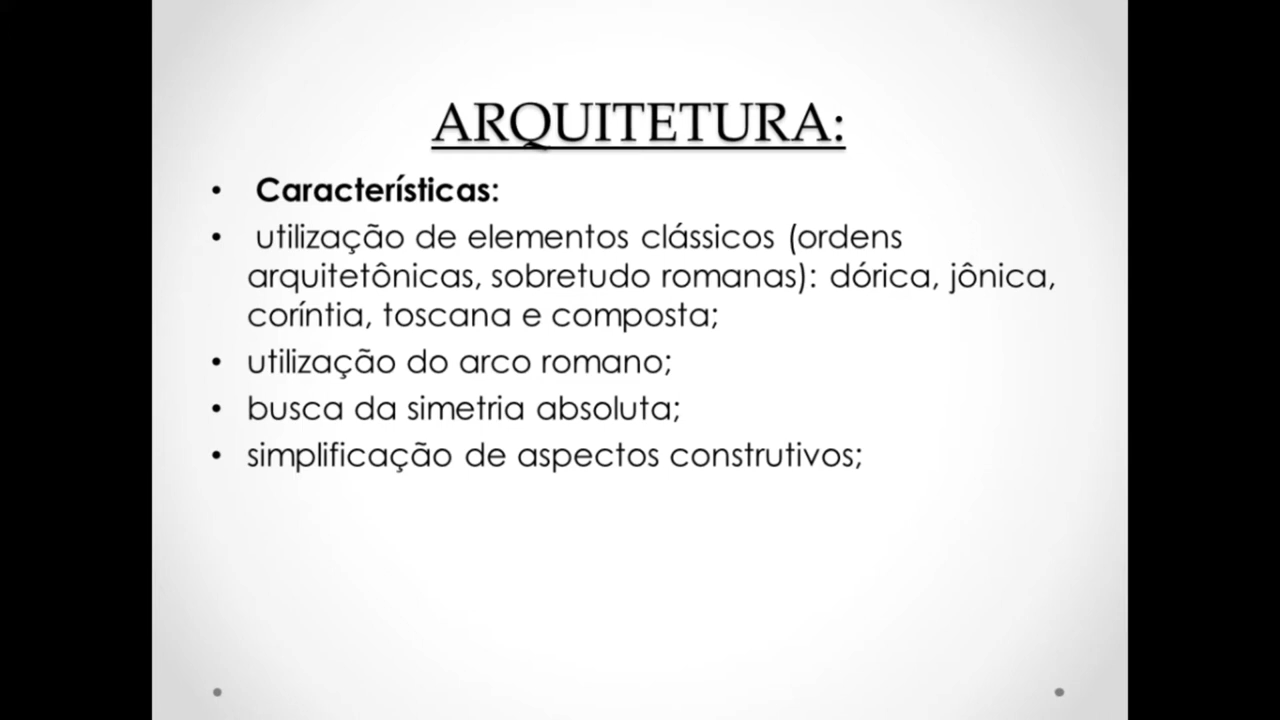 ARQUITETURA:
• Características:
• utilização de elementos clássicos (ordens
arquitetônicas, sobretudo romanas): dórica, jônica,
coríntia, toscana e composta;
• utilização do arco romano;
• busca da simetria absoluta;
• simplificação de aspectos construtivos;